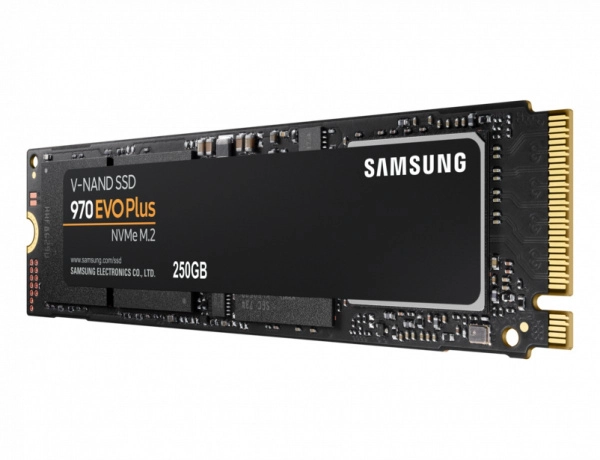 SAMSUNG
V-NAND SSD
970 EVO Plus
NVMe M.2
www.samsung.com/ssd
SAMSUNG ELECTRONICS CO., LTD.
250GB